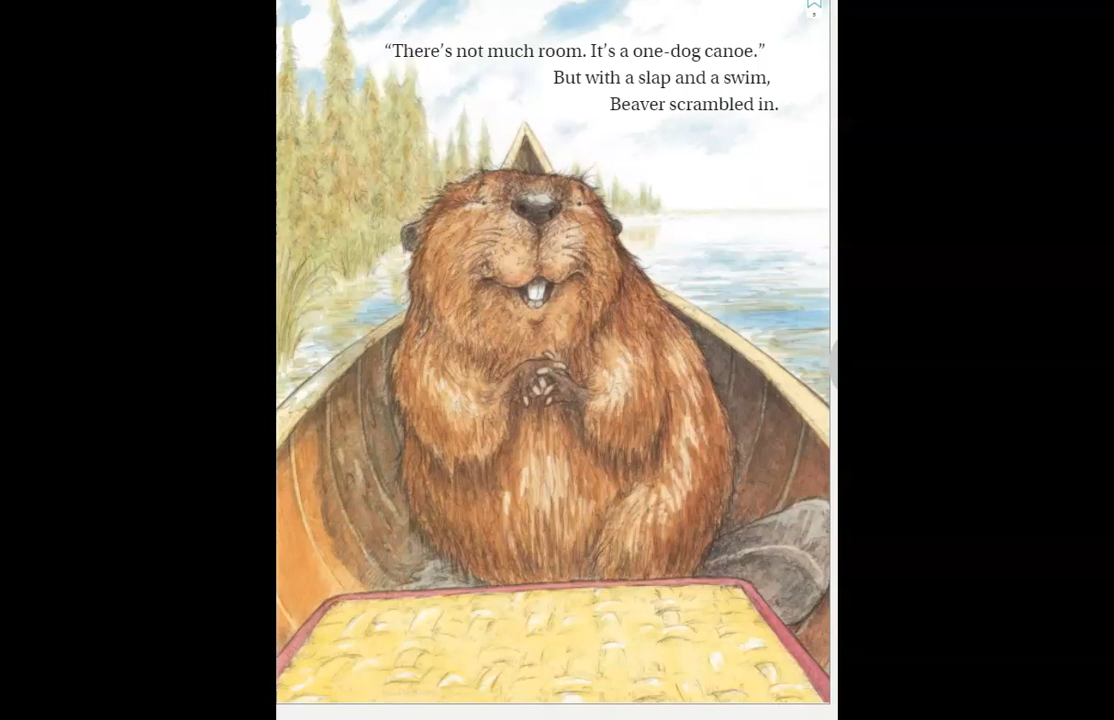 “There’s not much room. It’s a one-dog canoe.”
But with a slap and a swim,
Beaver scrambled in.